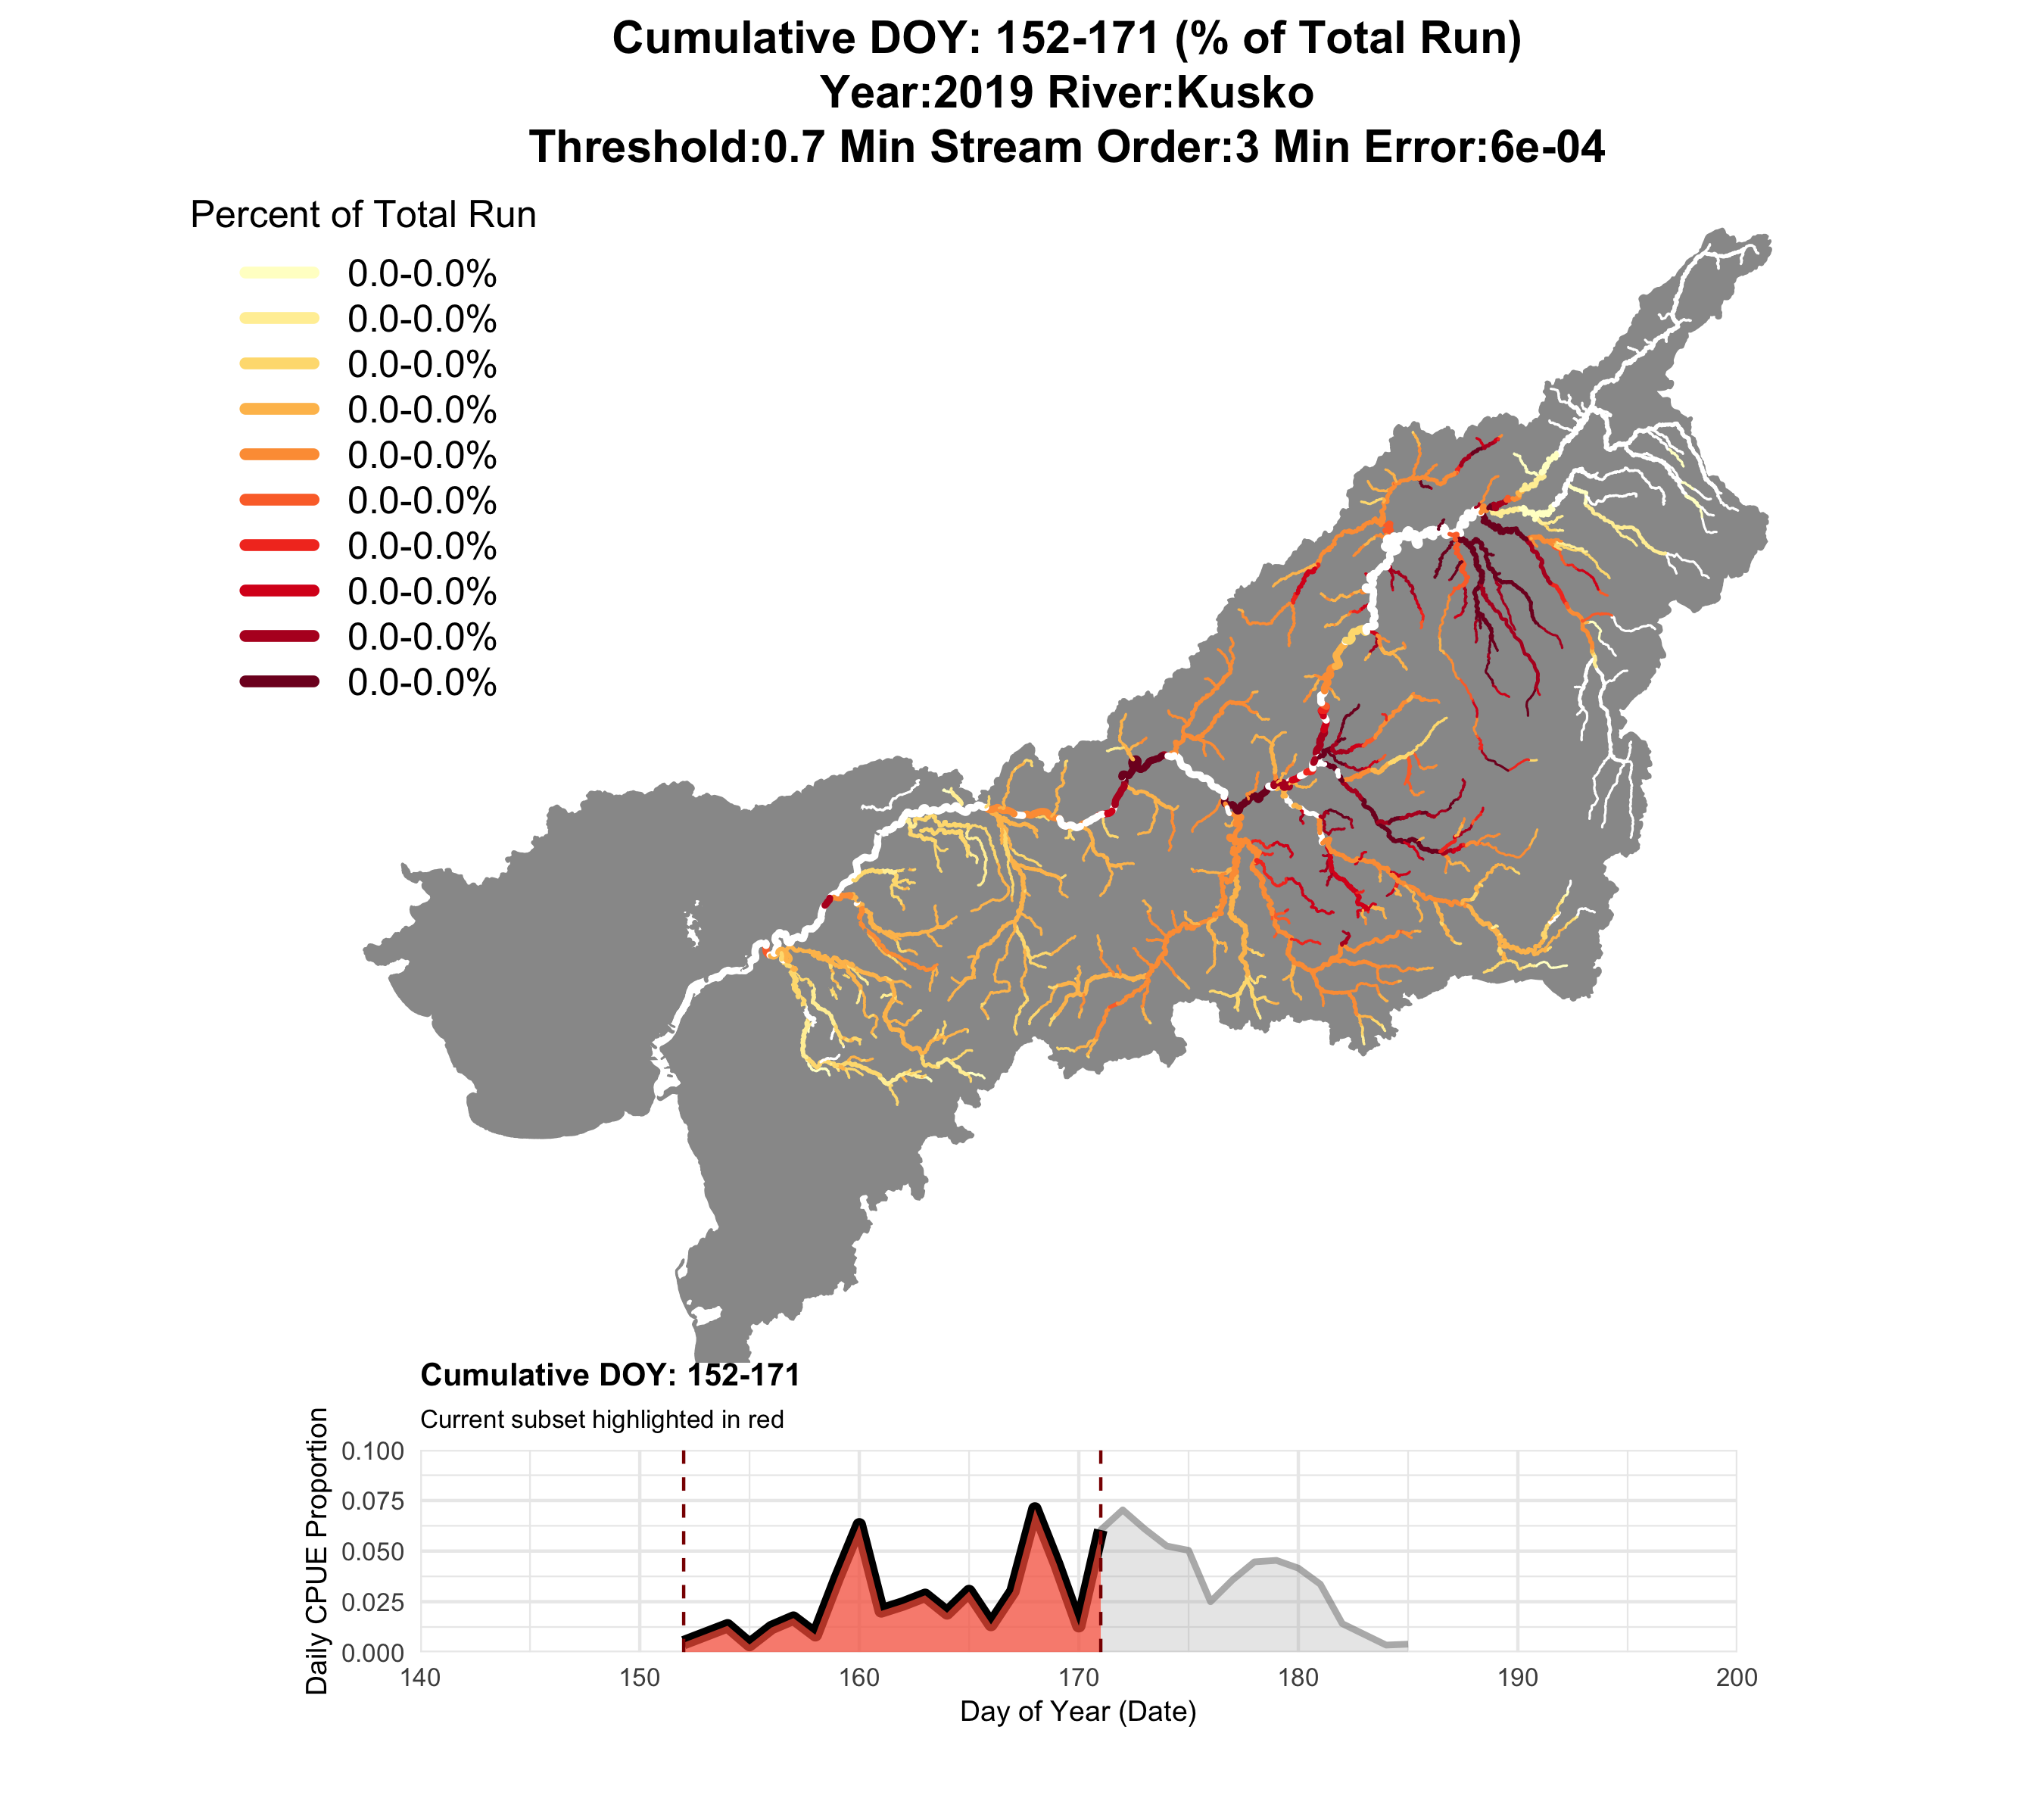 Cumulative DOY: 152-171 (% of Total Run)
Year:2019 River:Kusko
Threshold:0.7 Min Stream Order:3 Min Error:6e-04
Percent of Total Run
0.0-0.0%
0.0-0.0%
0.0-0.0%
0.0-0.0%
0.0-0.0%
0.0-0.0%
0.0-0.0%
0.0-0.0%
0.0-0.0%
0.0-0.0%
Cumulative DOY: 152-171
Current subset highlighted in red
Daily CPUE Proportion
0.100
0.075
0.050
0.025
0.000
140 150 160 170 180 190 200
Day of Year (Date)